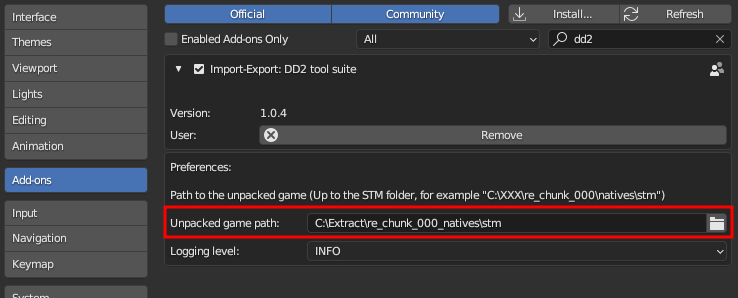 Interface
Themes
Viewport
Lights
Editing
Animation
Add-ons
Input
Navigation
Keymap
System
Official Community Install... Refresh
Enabled Add-ons Only All dd2
Import-Export: DD2 tool suite
Version: 1.0.4
User: Remove
Preferences:
Path to the unpacked game (Up to the STM folder, for example "C:\XXX\re_chunk_000\natives\stm")
Unpacked game path: C:\Extract\re_chunk_000_natives\stm
Logging level: INFO